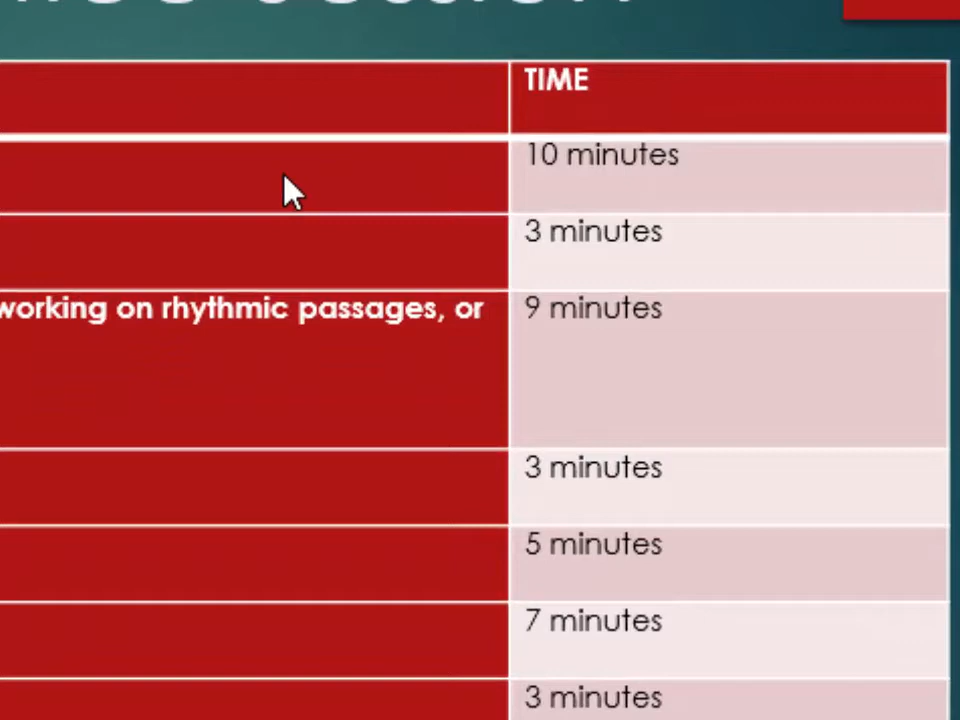 TIME
10 minutes
3 minutes
working on rhythmic passages, or 9 minutes
3 minutes
5 minutes
7 minutes
3 minutes